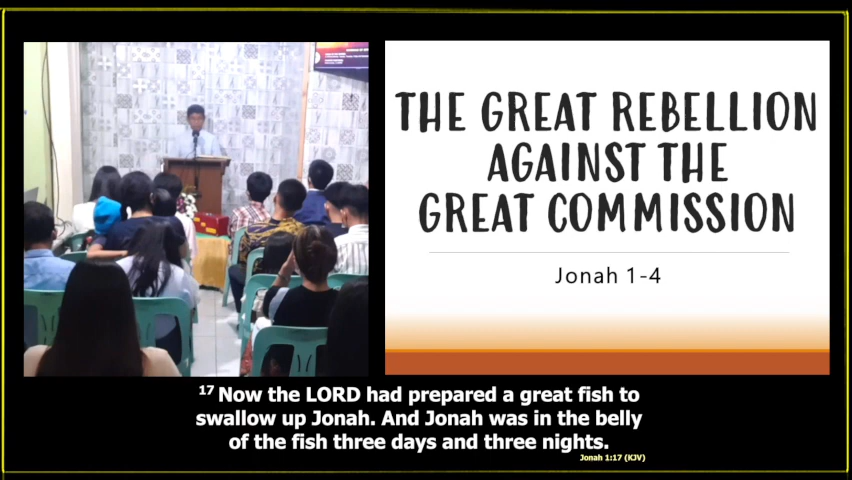 THE GREAT REBELLION
AGAINST THE
GREAT COMMISSION
Jonah 1-4
17 Now the LORD had prepared a great fish to
swallow up Jonah. And Jonah was in the belly
of the fish three days and three nights.
Jonah 1:17 (KJV)